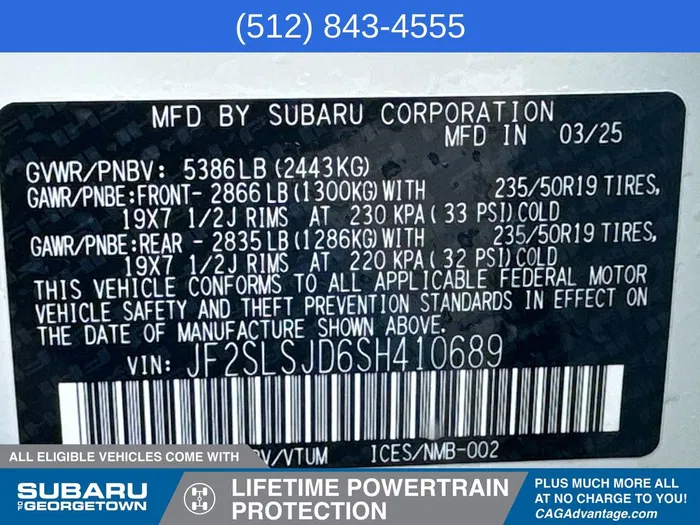 (512) 843-4555
MFD BY SUBARU CORPORATION
MFD IN 03/25
GVWR/PNBV: 5386LB(2443KG)
GAWR/PNBE:FRONT- 2866LB(1300KG)WITH 235/50R19 TIRES,
19X7 1/2J RIMS AT 230 KPA( 33 PSI)COLD
GAWR/PNBE:REAR - 2835LB(1286KG)WITH 235/50R19 TIRES,
19X7 1/2J RIMS AT 220 KPA( 32 PSI)COLD
THIS VEHICLE CONFORMS TO ALL APPLICABLE FEDERAL MOTOR
VEHICLE SAFETY AND THEFT PREVENTION STANDARDS IN EFFECT ON
THE DATE OF MANUFACTURE SHOWN ABOVE.
VIN: JF2SLSJD6SH410689
/VTUM ICES/NMB-002
ALL ELIGIBLE VEHICLES COME WITH
SUBARU
OF GEORGETOWN
LIFETIME POWERTRAIN
PROTECTION
PLUS MUCH MORE ALL
AT NO CHARGE TO YOU!
CAGAdvantage.com